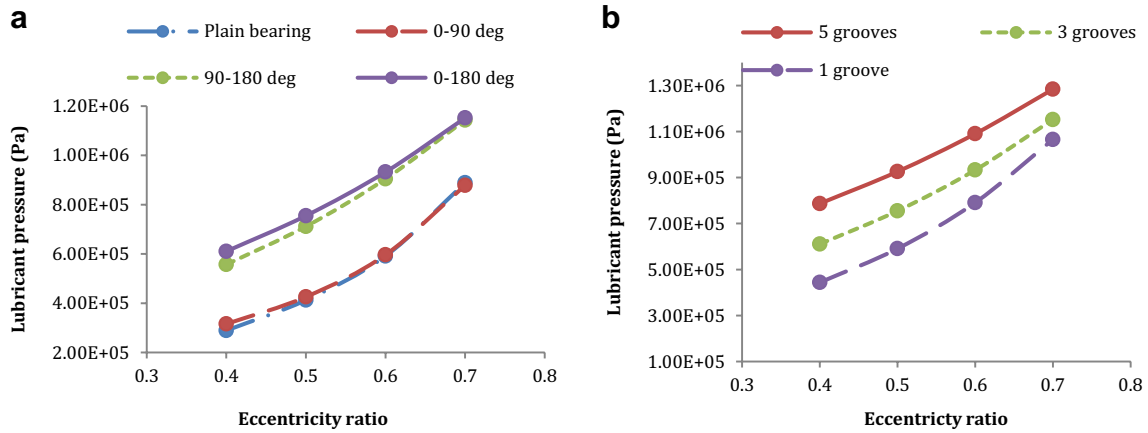 a
Plain bearing
0-90 deg
90-180 deg
0-180 deg
1.20E+06
1.00E+06
8.00E+05
6.00E+05
4.00E+05
2.00E+05
Lubricant pressure (Pa)
0.3 0.4 0.5 0.6 0.7 0.8
Eccentricity ratio
b
5 grooves
3 grooves
1 groove
1.30E+06
1.10E+06
9.00E+05
7.00E+05
5.00E+05
3.00E+05
1.00E+05
Lubricant pressure (Pa)
0.3 0.4 0.5 0.6 0.7 0.8
Eccentricty ratio